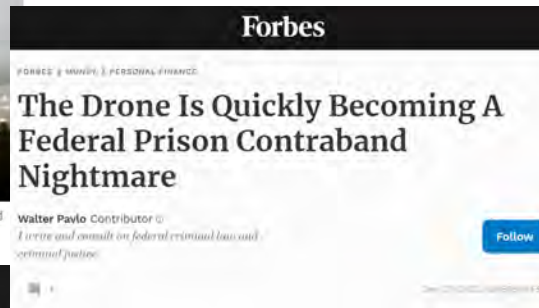 Forbes
FORBES > MONEY > PERSONAL FINANCE
The Drone Is Quickly Becoming A
Federal Prison Contraband
Nightmare
Walter Pavlo Contributor
I write and consult on federal criminal law and
criminal justice.
Follow